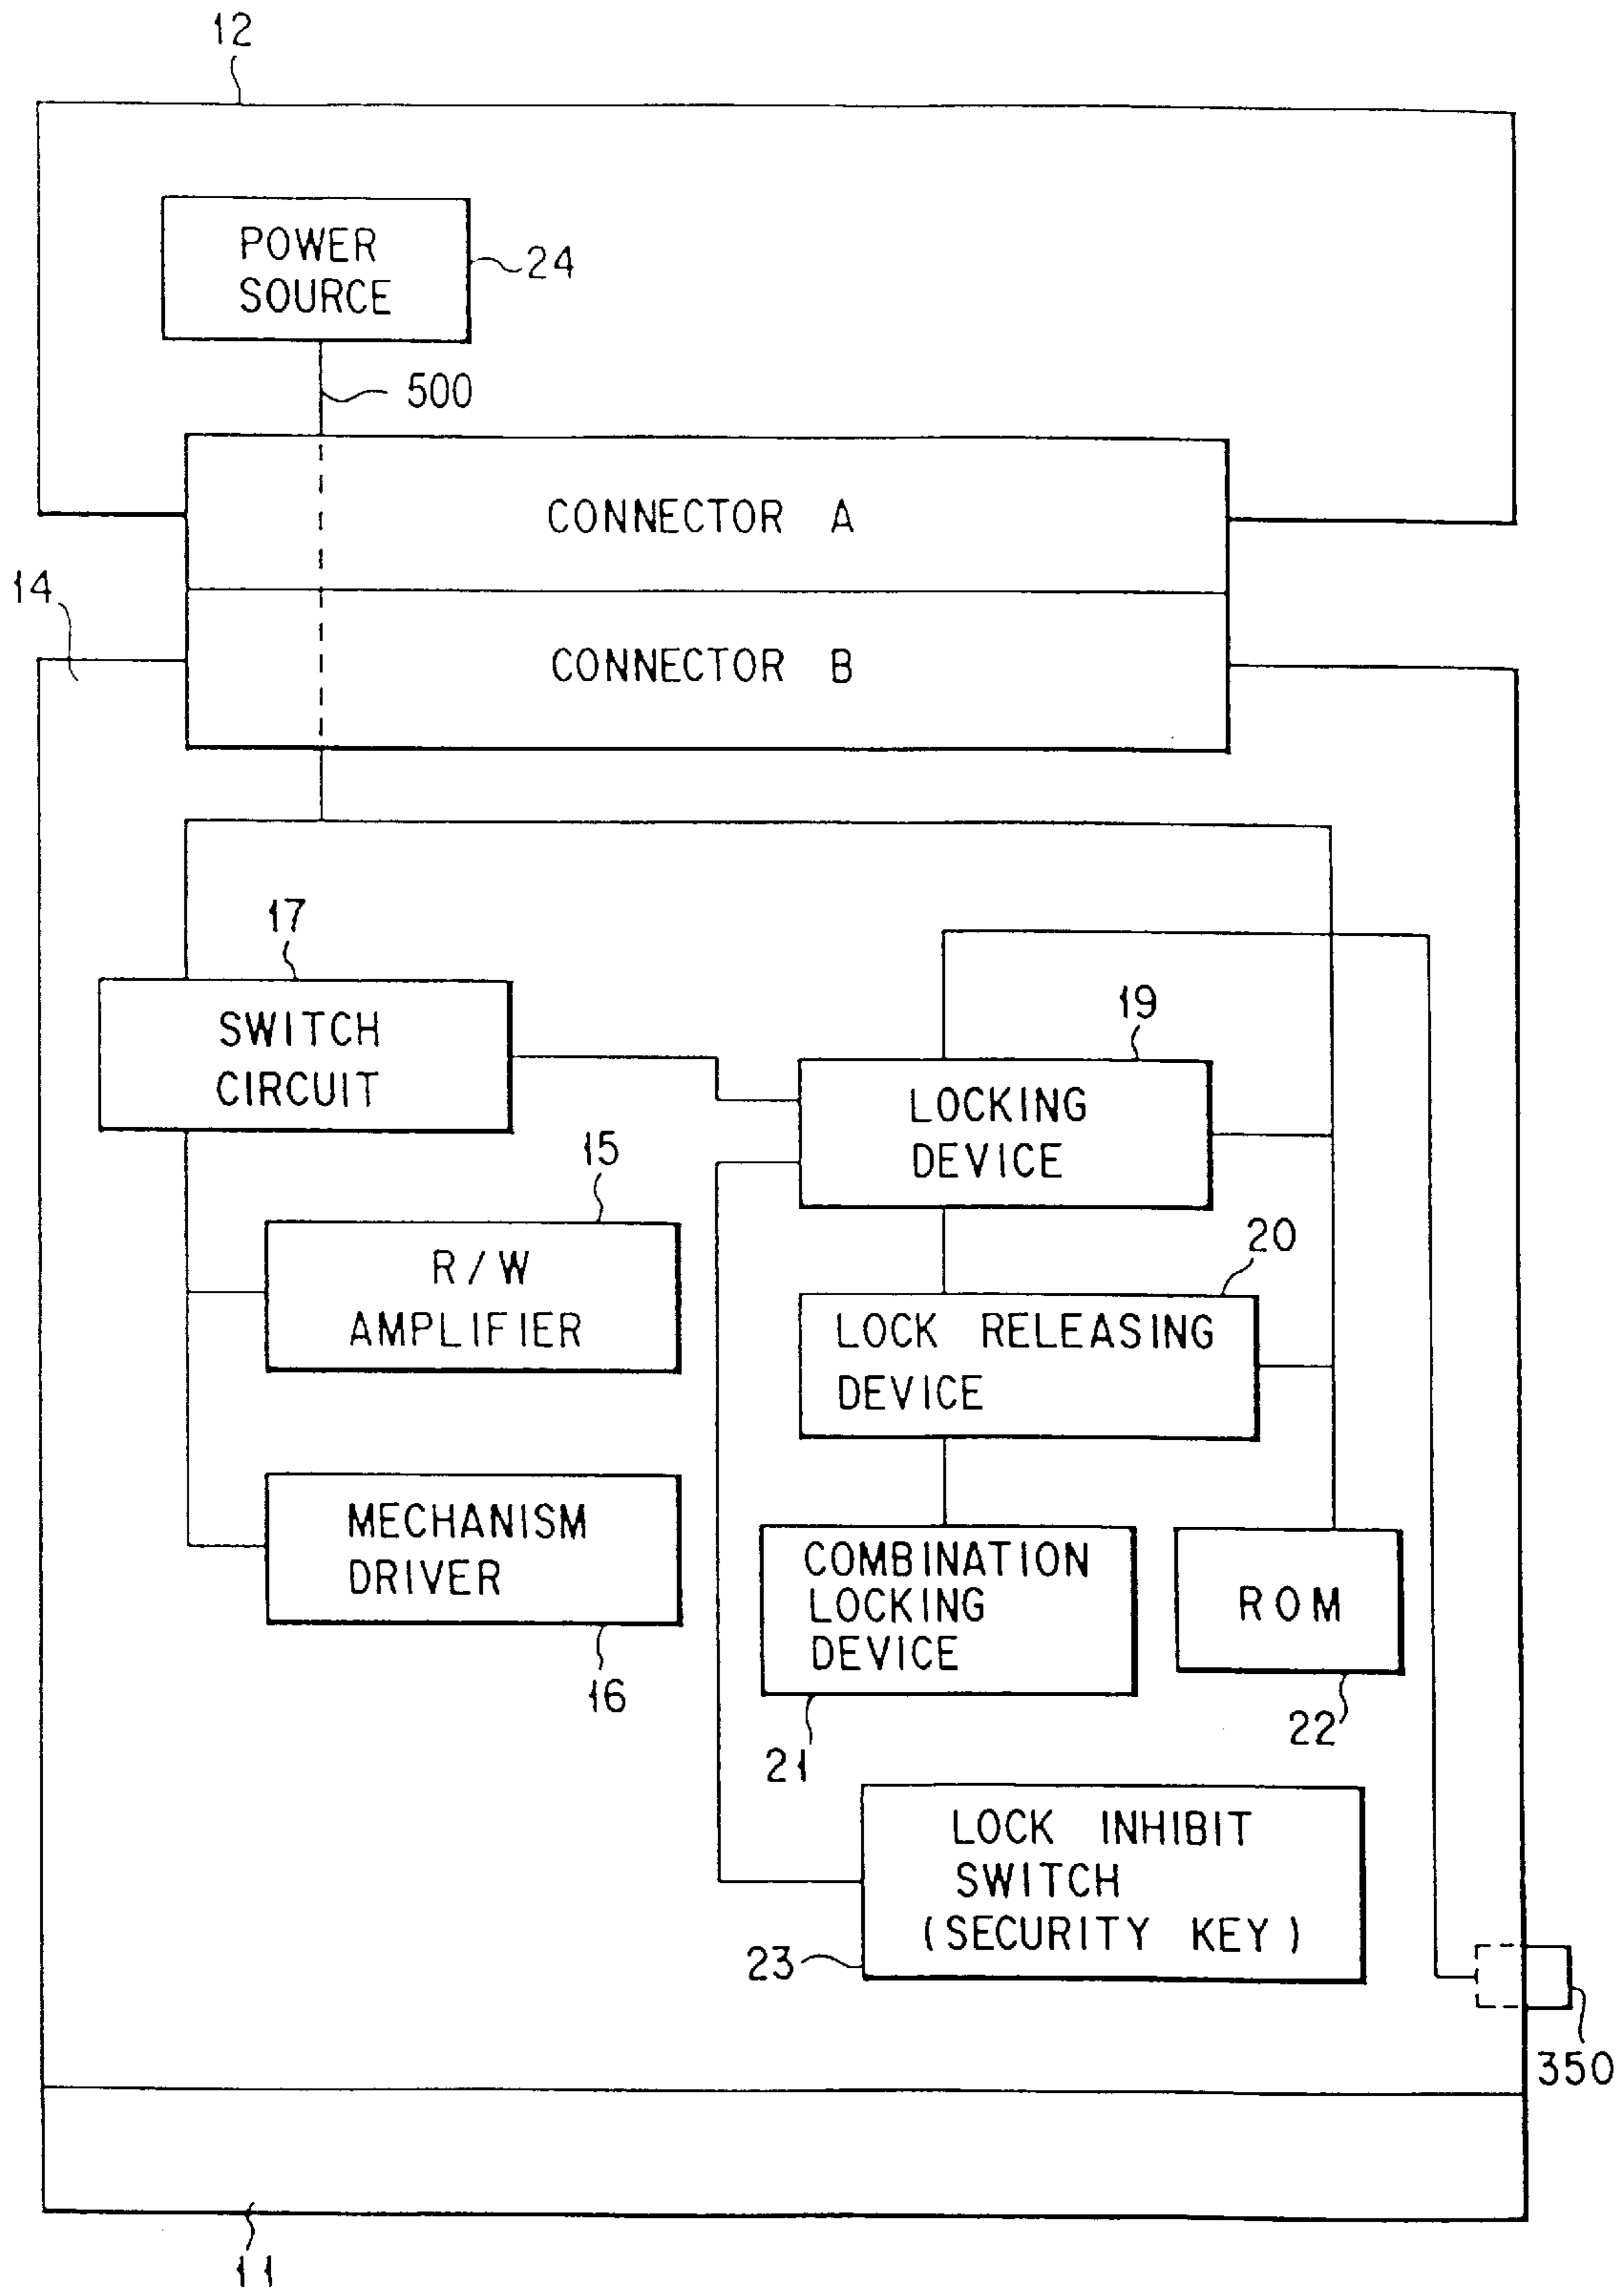 12
POWER
SOURCE
24
500
CONNECTOR A
14
CONNECTOR B
17
SWITCH
CIRCUIT
19
LOCKING
DEVICE
15
R/W
AMPLIFIER
20
LOCK RELEASING
DEVICE
MECHANISM
DRIVER
16
COMBINATION
LOCKING
DEVICE
21
ROM
22
LOCK INHIBIT
SWITCH
(SECURITY KEY)
23
350
11